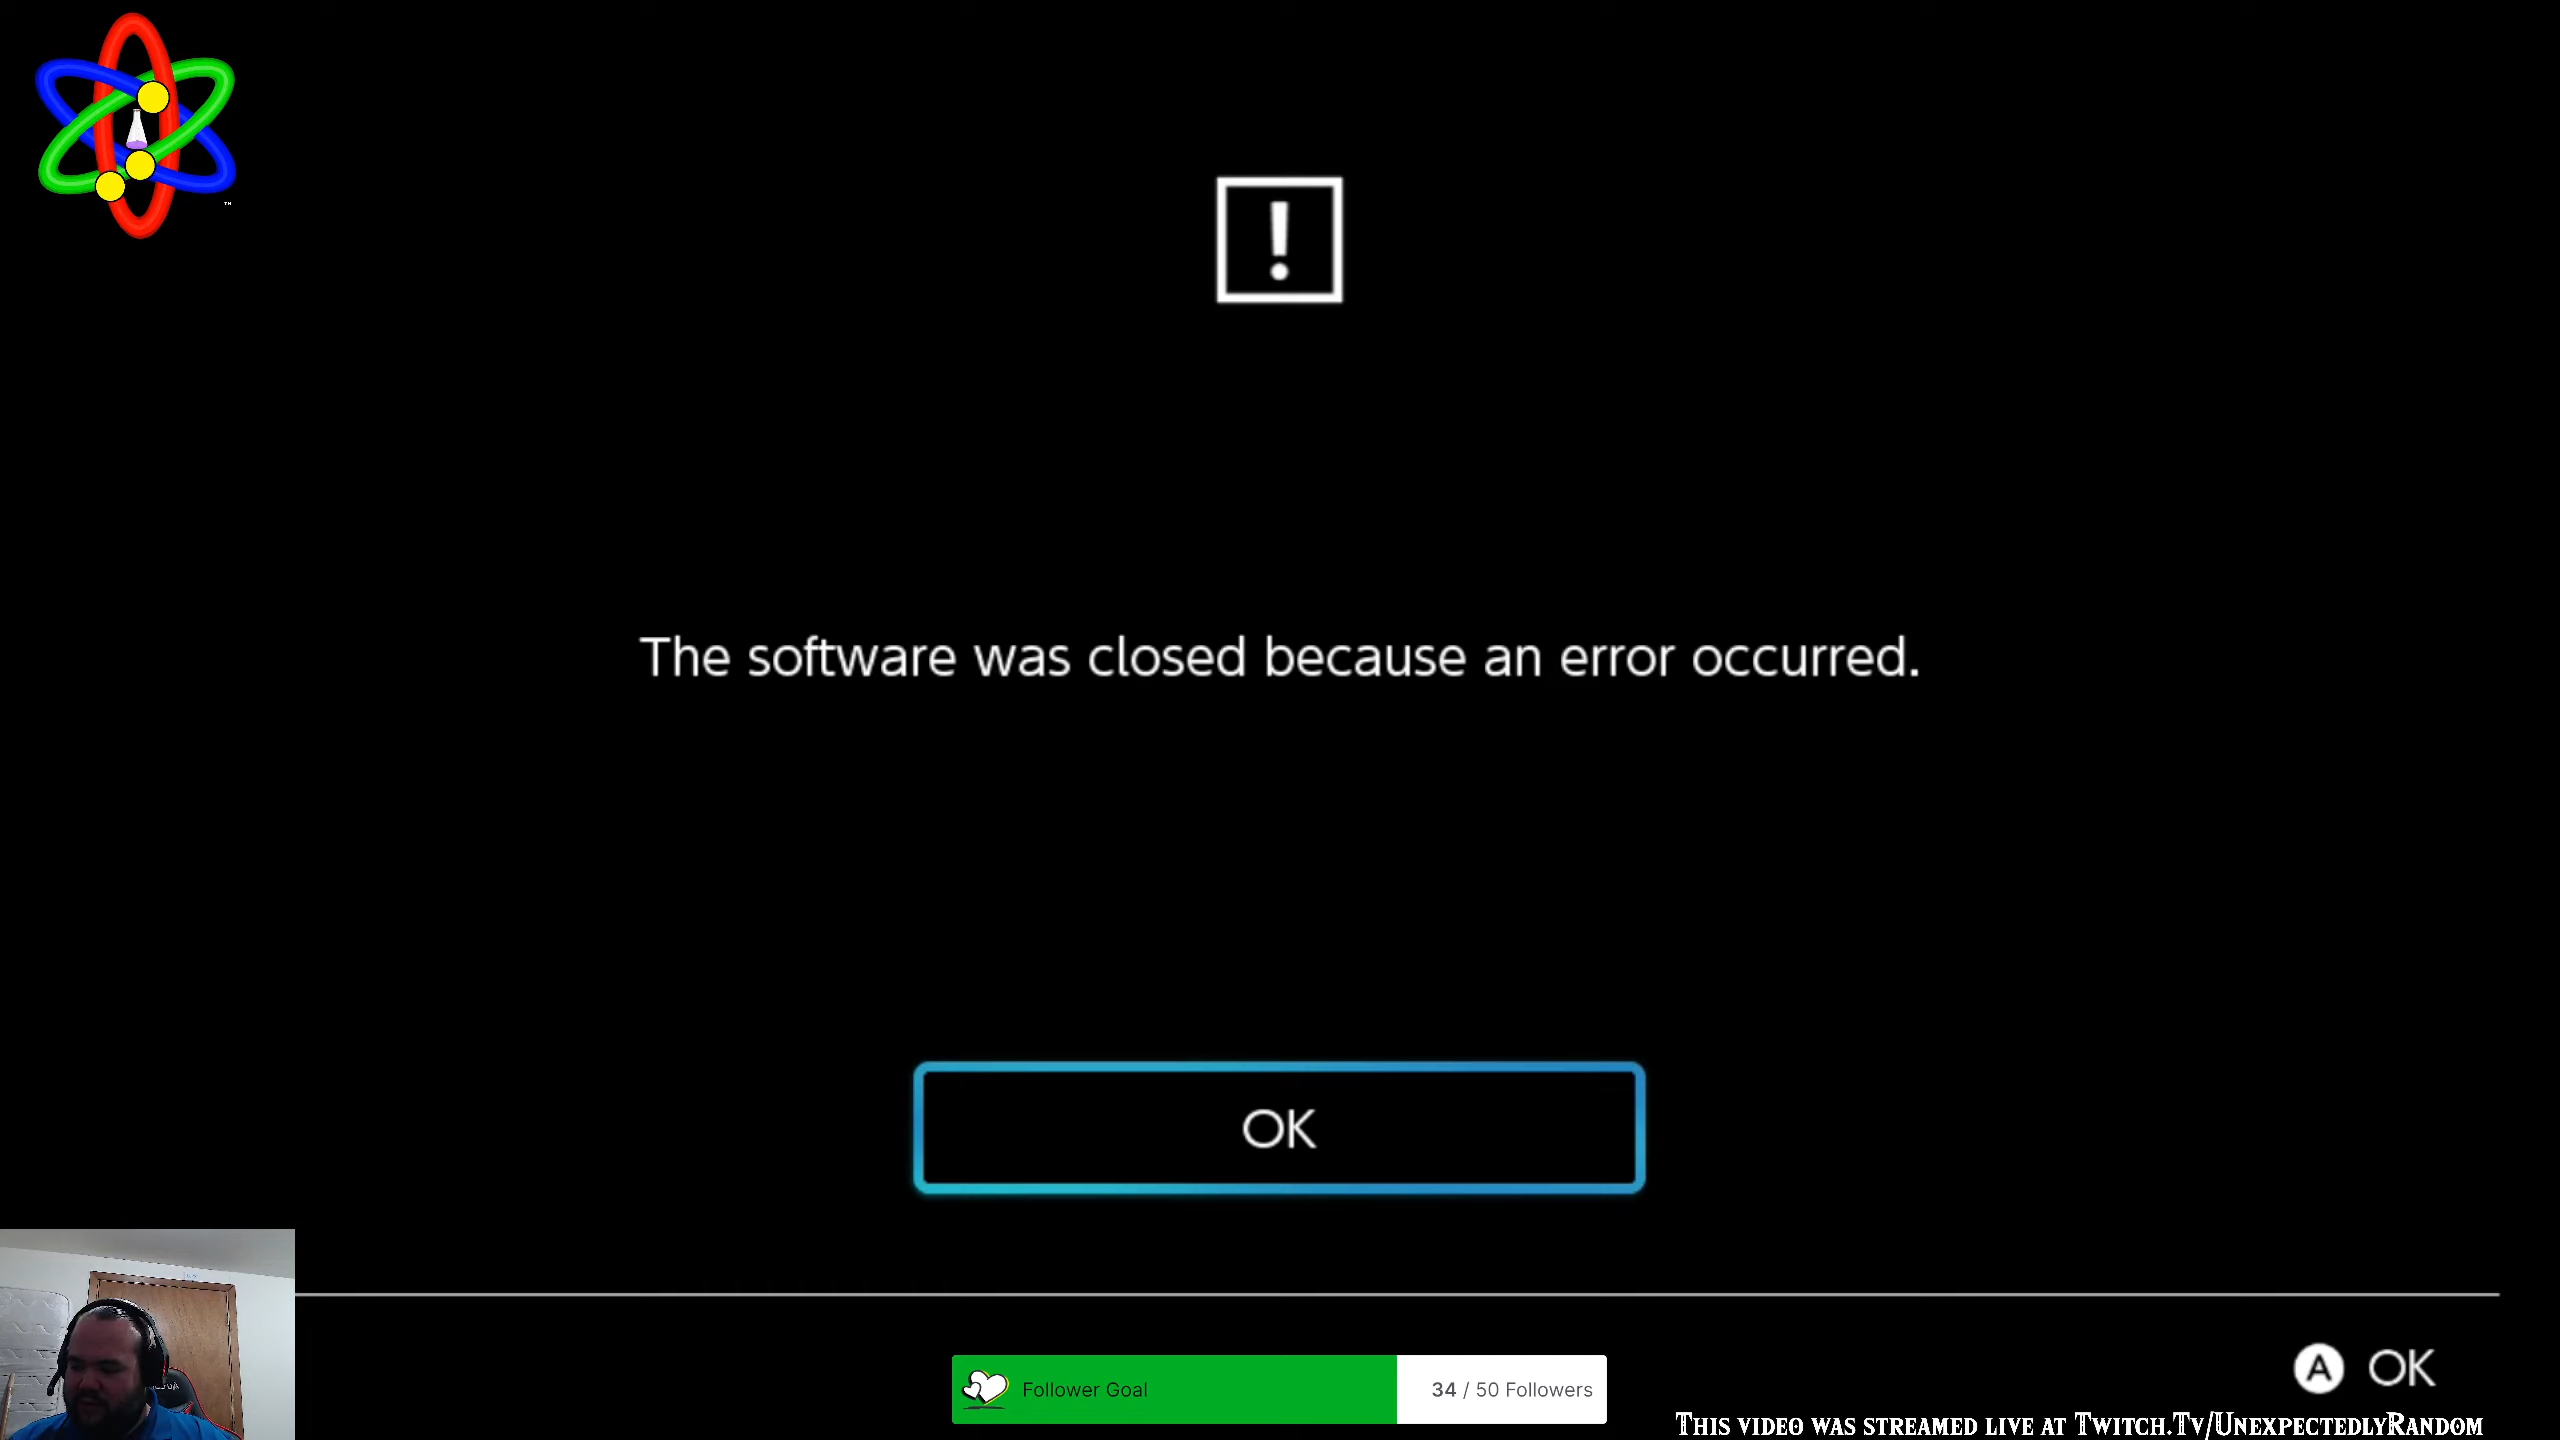 ™
!
The software was closed because an error occurred.
OK
A OK
Follower Goal
34 / 50 Followers
This video was streamed live at Twitch.Tv/UnexpectedlyRandom